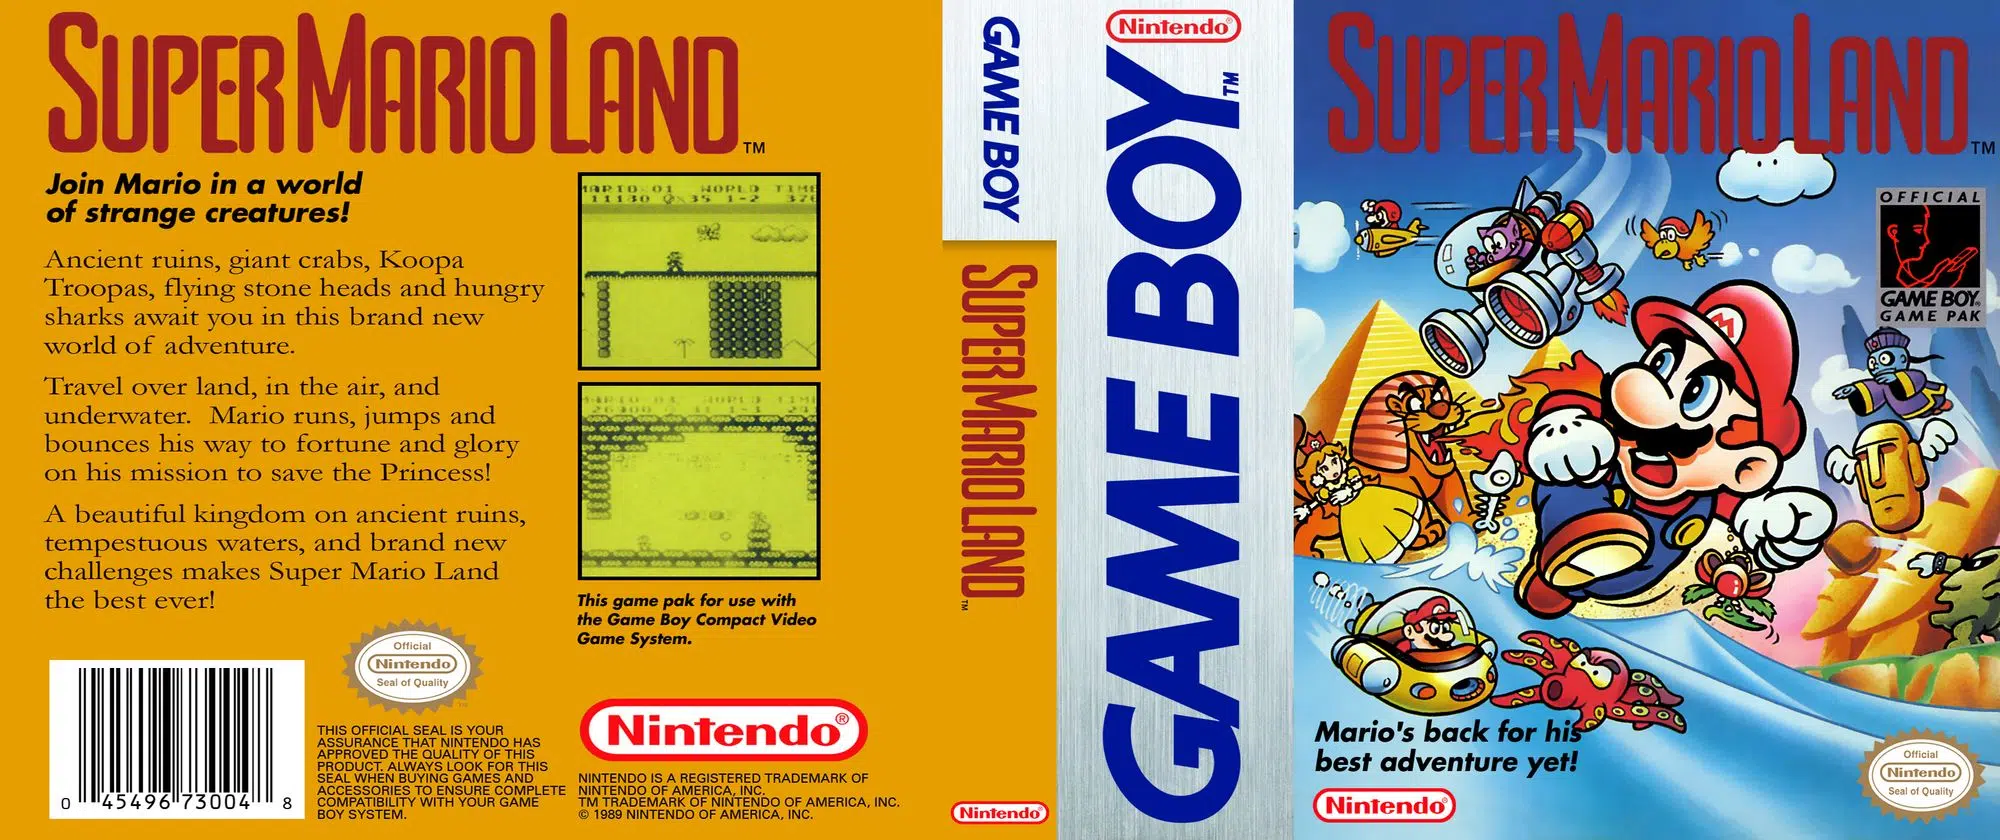 SUPER MARIO LAND™
Join Mario in a world
of strange creatures!
Ancient ruins, giant crabs, Koopa
Troopas, flying stone heads and hungry
sharks await you in this brand new
world of adventure.
Travel over land, in the air, and
underwater. Mario runs, jumps and
bounces his way to fortune and glory
on his mission to save the Princess!
A beautiful kingdom on ancient ruins,
tempestuous waters, and brand new
challenges makes Super Mario Land
the best ever!
WORLD TIME
11180 35 1-2
This game pak for use with
the Game Boy Compact Video
Game System.
Official
Nintendo
Seal of Quality
THIS OFFICIAL SEAL IS YOUR
ASSURANCE THAT NINTENDO HAS
APPROVED THE QUALITY OF THIS
PRODUCT. ALWAYS LOOK FOR THIS
SEAL WHEN BUYING GAMES AND
ACCESSORIES TO ENSURE COMPLETE
COMPATIBILITY WITH YOUR GAME
BOY SYSTEM.
0 45496 73004 8
Nintendo®
NINTENDO IS A REGISTERED TRADEMARK OF
NINTENDO OF AMERICA, INC.
TM TRADEMARK OF NINTENDO OF AMERICA, INC.
© 1989 NINTENDO OF AMERICA, INC.
GAME BOY
SUPER MARIO LAND™
Nintendo®
Nintendo®
GAME BOY™
SUPER MARIO LAND™
OFFICIAL
GAME BOY®
GAME PAK
M
Mario's back for his
best adventure yet!
Nintendo®
Official
Nintendo
Seal of Quality